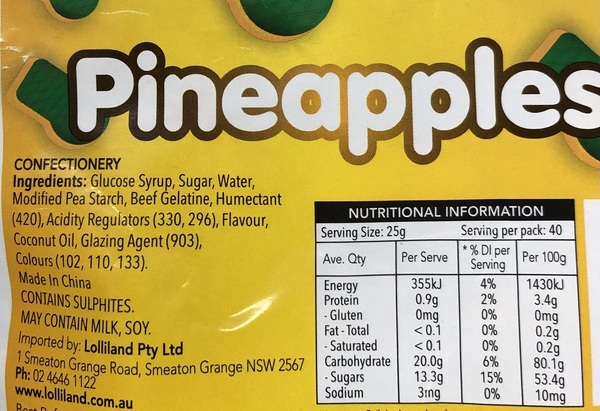 Pineapples
CONFECTIONERY
Ingredients: Glucose Syrup, Sugar, Water,
Modified Pea Starch, Beef Gelatine, Humectant
(420), Acidity Regulators (330, 296), Flavour,
Coconut Oil, Glazing Agent (903),
Colours (102, 110, 133).
Made In China
CONTAINS SULPHITES.
MAY CONTAIN MILK, SOY.
Imported by: Lolliland Pty Ltd
1 Smeaton Grange Road, Smeaton Grange NSW 2567
Ph: 02 4646 1122
www.lolliland.com.au
NUTRITIONAL INFORMATION
Serving Size: 25g Serving per pack: 40
Ave. Qty Per Serve *% DI per Serving Per 100g
Energy 355kJ 4% 1430kJ
Protein 0.9g 2% 3.4g
- Gluten 0mg 0% 0mg
Fat - Total < 0.1 0% 0.2g
- Saturated < 0.1 0% 0.2g
Carbohydrate 20.0g 6% 80.1g
- Sugars 13.3g 15% 53.4g
Sodium 3mg 0% 10mg